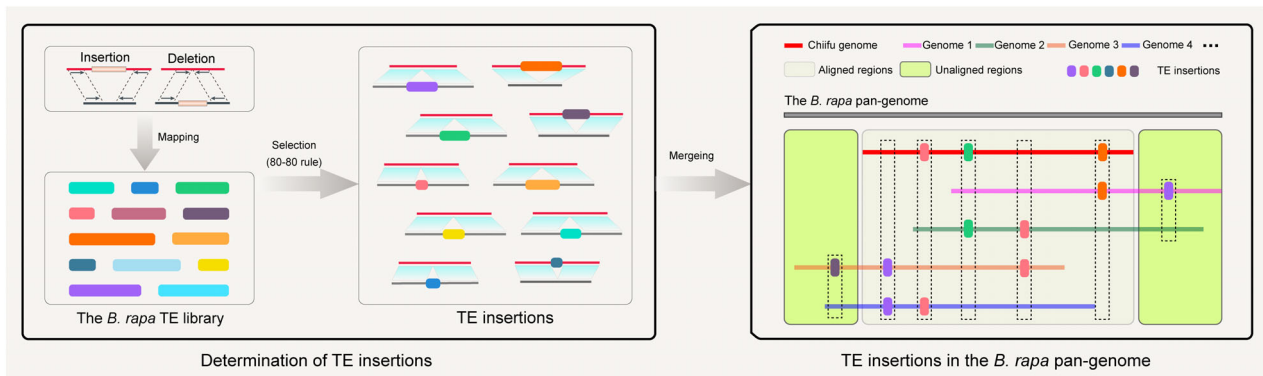 Insertion
Deletion
Mapping
The B. rapa TE library
Selection
(80-80 rule)
TE insertions
Determination of TE insertions
Mergeing
Chiifu genome
Genome 1
Genome 2
Genome 3
Genome 4
Aligned regions
Unaligned regions
TE insertions
The B. rapa pan-genome
TE insertions in the B. rapa pan-genome